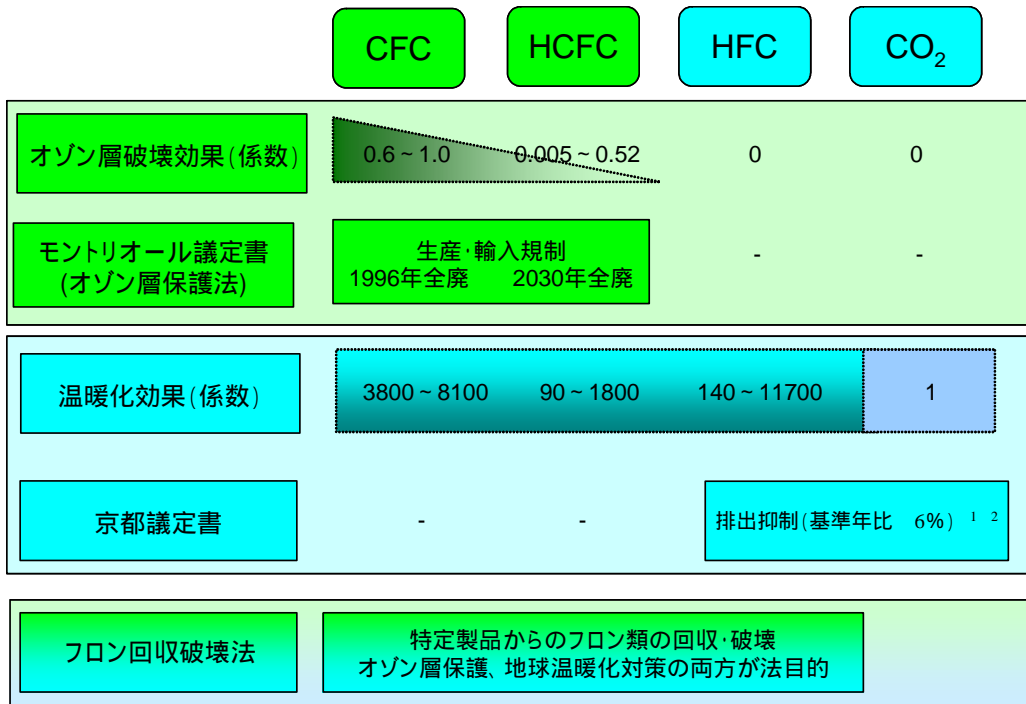 CFC HCFC HFC CO₂
オゾン層破壊効果(係数) 0.6～1.0 0.005～0.52 0 0
モントリオール議定書
(オゾン層保護法)
生産･輸入規制
1996年全廃 2030年全廃
- -
温暖化効果(係数) 3800～8100 90～1800 140～11700 1
京都議定書 - - 排出抑制(基準年比 6%) 1 2
フロン回収破壊法
特定製品からのフロン類の回収･破壊
オゾン層保護、地球温暖化対策の両方が法目的